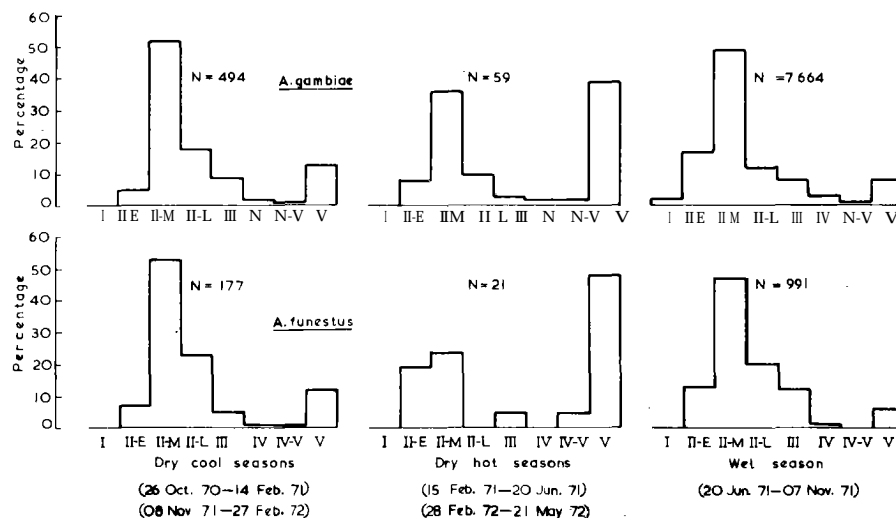 60
50
40
30
20
10
0
Percentage
N = 494
A. gambiae
N = 59
N = 7 664
I II E II-M II-L III N N-V V
I II-E II M II L III N N-V V
I II-E II M II-L III IV N-V V
60
50
40
30
20
10
0
Percentage
N = 177
A. funestus
N = 21
N = 991
I II-E II-M II-L III IV IV-V V
I II-E II-M II-L III IV IV-V V
I II-E II-M II-L III IV IV-V V
Dry cool seasons
(26 Oct. 70—14 Feb. 71)
(08 Nov 71—27 Feb. 72)
Dry hot seasons
(15 Feb. 71—20 Jun. 71)
(28 Feb. 72—21 May 72)
Wet season
(20 Jun. 71—07 Nov. 71)